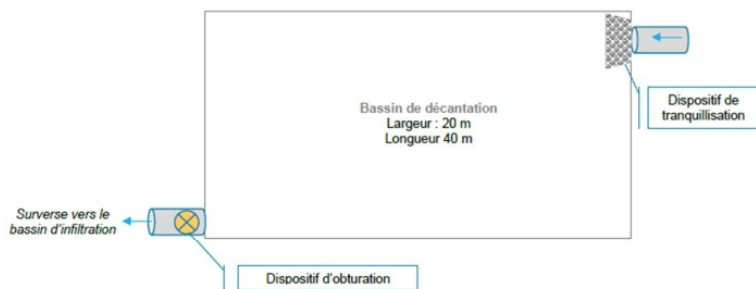 Bassin de décantation
Largeur : 20 m
Longueur 40 m
Dispositif de
tranquillisation
Surverse vers le
bassin d'infiltration
Dispositif d'obturation